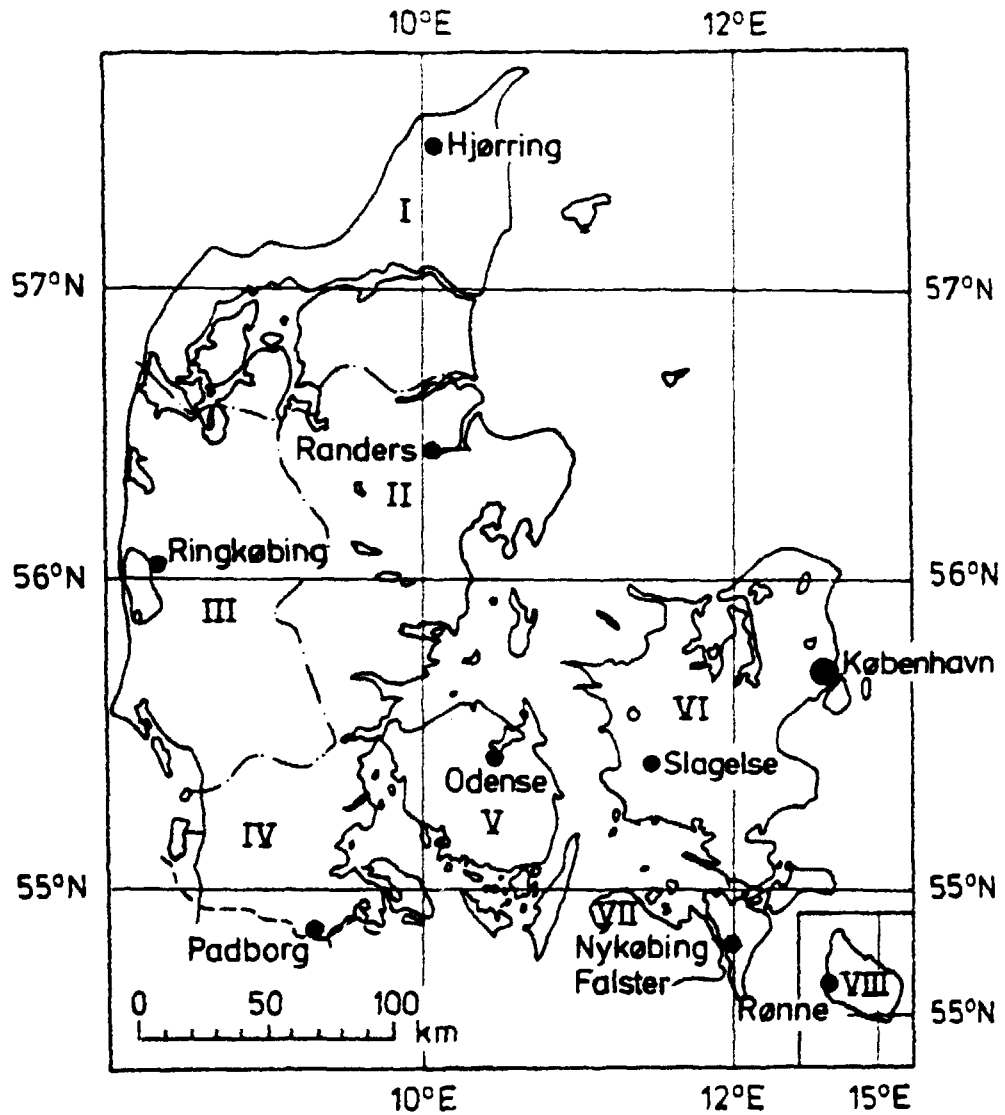 10°E 12°E
Hjørring
I
57°N 57°N
Randers
II
Ringkøbing
56°N 56°N
III
København
VI
Slagelse
Odense
V
IV
55°N 55°N
VII
Padborg
Nykøbing
Falster
VIII
Rønne
55°N
0 50 100
km
10°E 12°E 15°E